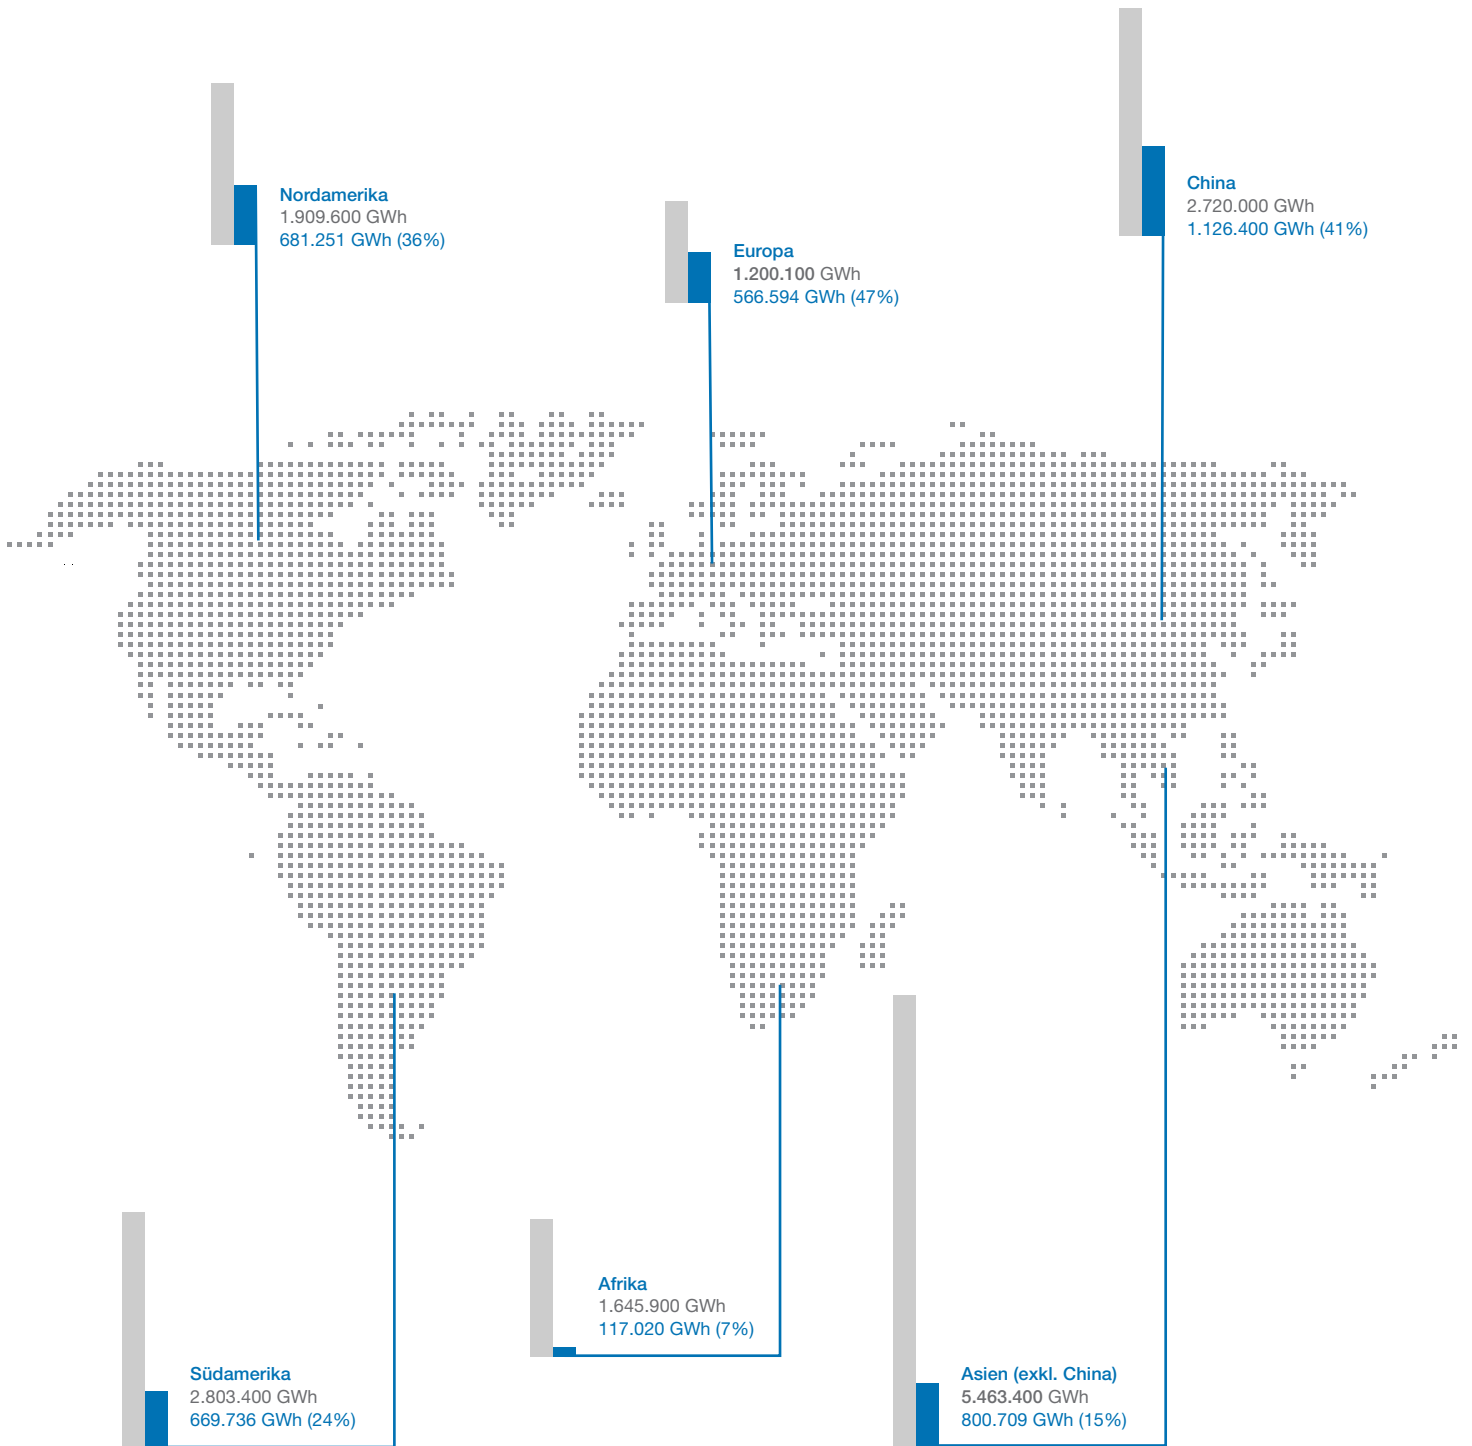 China
2.720.000 GWh
1.126.400 GWh (41%)
Nordamerika
1.909.600 GWh
681.251 GWh (36%)
Europa
1.200.100 GWh
566.594 GWh (47%)
Afrika
1.645.900 GWh
117.020 GWh (7%)
Südamerika
2.803.400 GWh
669.736 GWh (24%)
Asien (exkl. China)
5.463.400 GWh
800.709 GWh (15%)